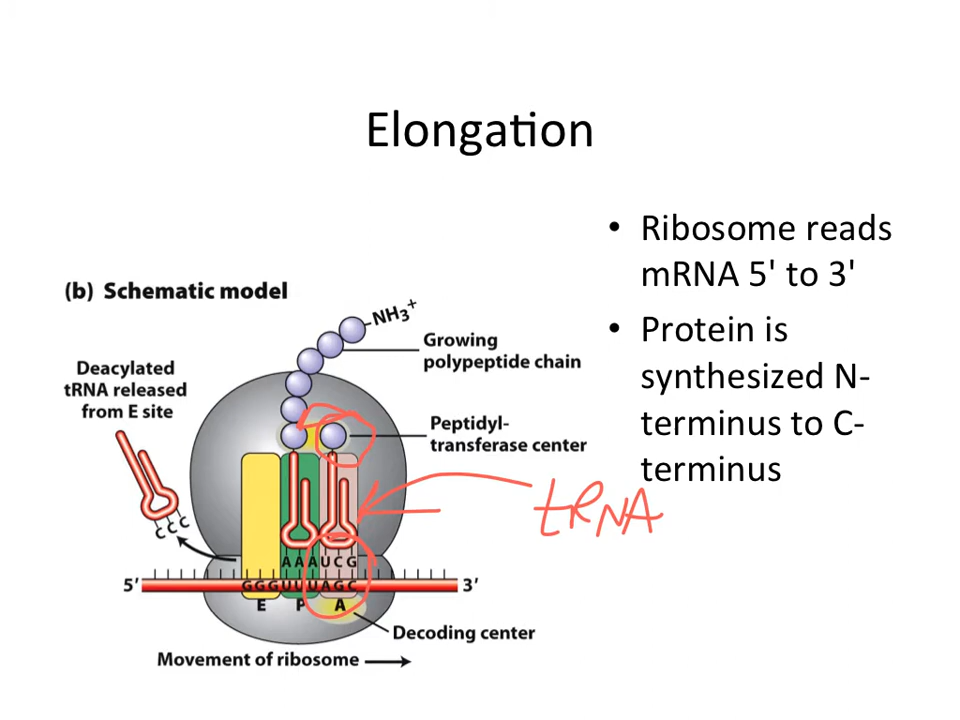 Elongation
• Ribosome reads
mRNA 5' to 3'
• Protein is
synthesized N-
terminus to C-
terminus
(b) Schematic model
NH₃⁺
Growing
polypeptide chain
Deacylated
tRNA released
from E site
Peptidyl-
transferase center
tRNA
CCC
AAAUCG
5′ GGGUUUAGC 3′
E P A
Decoding center
Movement of ribosome